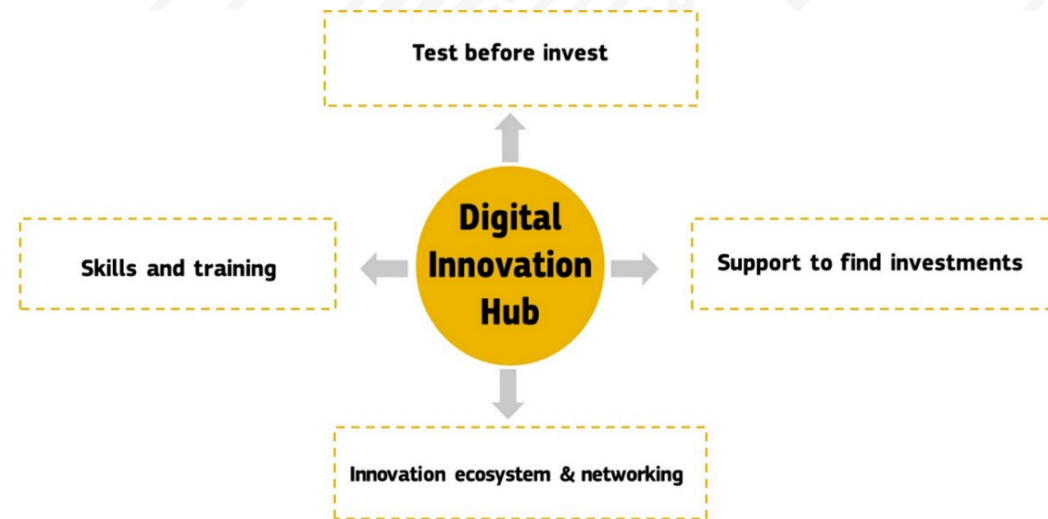 Test before invest
Digital
Innovation
Hub
Skills and training
Support to find investments
Innovation ecosystem & networking